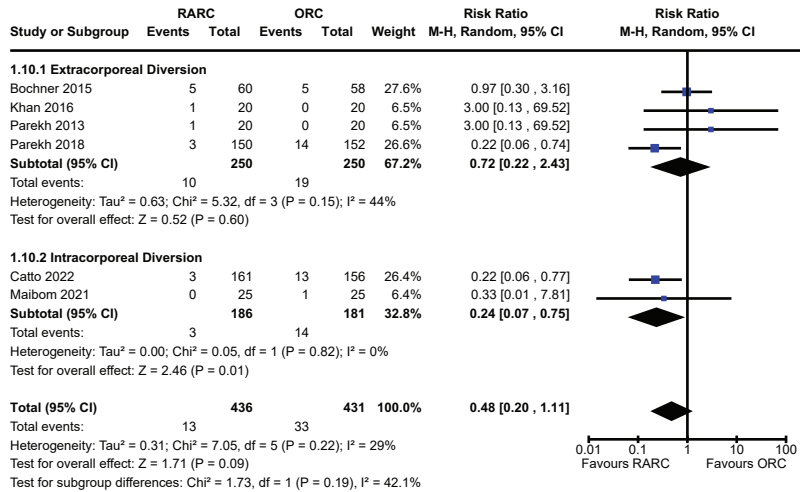 RARC ORC Risk Ratio Risk Ratio
Study or Subgroup Events Total Events Total Weight M-H, Random, 95% CI M-H, Random, 95% CI
1.10.1 Extracorporeal Diversion
Bochner 2015 5 60 5 58 27.6% 0.97 [0.30 , 3.16]
Khan 2016 1 20 0 20 6.5% 3.00 [0.13 , 69.52]
Parekh 2013 1 20 0 20 6.5% 3.00 [0.13 , 69.52]
Parekh 2018 3 150 14 152 26.6% 0.22 [0.06 , 0.74]
Subtotal (95% CI) 250 250 67.2% 0.72 [0.22 , 2.43]
Total events: 10 19
Heterogeneity: Tau² = 0.63; Chi² = 5.32, df = 3 (P = 0.15); I² = 44%
Test for overall effect: Z = 0.52 (P = 0.60)
1.10.2 Intracorporeal Diversion
Catto 2022 3 161 13 156 26.4% 0.22 [0.06 , 0.77]
Maibom 2021 0 25 1 25 6.4% 0.33 [0.01 , 7.81]
Subtotal (95% CI) 186 181 32.8% 0.24 [0.07 , 0.75]
Total events: 3 14
Heterogeneity: Tau² = 0.00; Chi² = 0.05, df = 1 (P = 0.82); I² = 0%
Test for overall effect: Z = 2.46 (P = 0.01)
Total (95% CI) 436 431 100.0% 0.48 [0.20 , 1.11]
Total events: 13 33
Heterogeneity: Tau² = 0.31; Chi² = 7.05, df = 5 (P = 0.22); I² = 29%
0.01 0.1 1 10 100
Test for overall effect: Z = 1.71 (P = 0.09)
Favours RARC Favours ORC
Test for subgroup differences: Chi² = 1.73, df = 1 (P = 0.19), I² = 42.1%